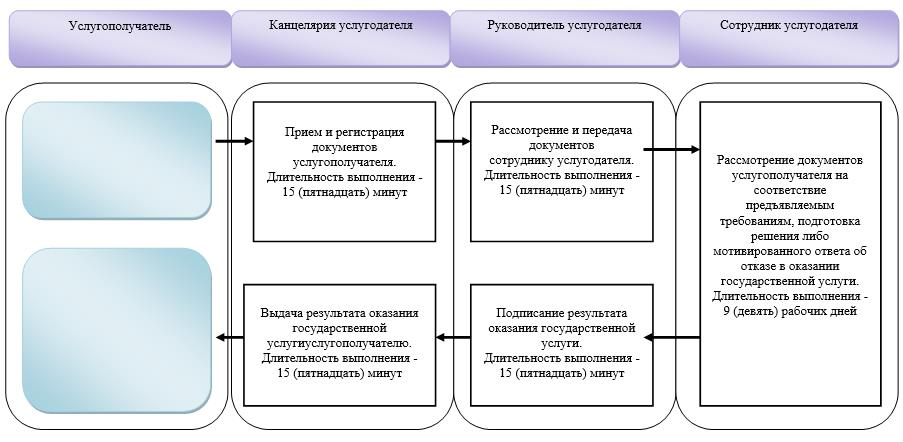 Услугополучатель
Канцелярия услугодателя
Руководитель услугодателя
Сотрудник услугодателя
Прием и регистрация
документов
услугополучателя.
Длительность выполнения -
15 (пятнадцать) минут
Рассмотрение и передача
документов
сотруднику услугодателя.
Длительность выполнения -
15 (пятнадцать) минут
Рассмотрение документов
услугополучателя на
соответствие
предъявляемым
требованиям, подготовка
решения либо
мотивированного ответа об
отказе в оказании
государственной услуги.
Длительность выполнения -
9 (девять) рабочих дней
Выдача результата оказания
государственной
услугиуслугополучателю.
Длительность выполнения -
15 (пятнадцать) минут
Подписание результата
оказания государственной
услуги.
Длительность выполнения -
15 (пятнадцать) минут